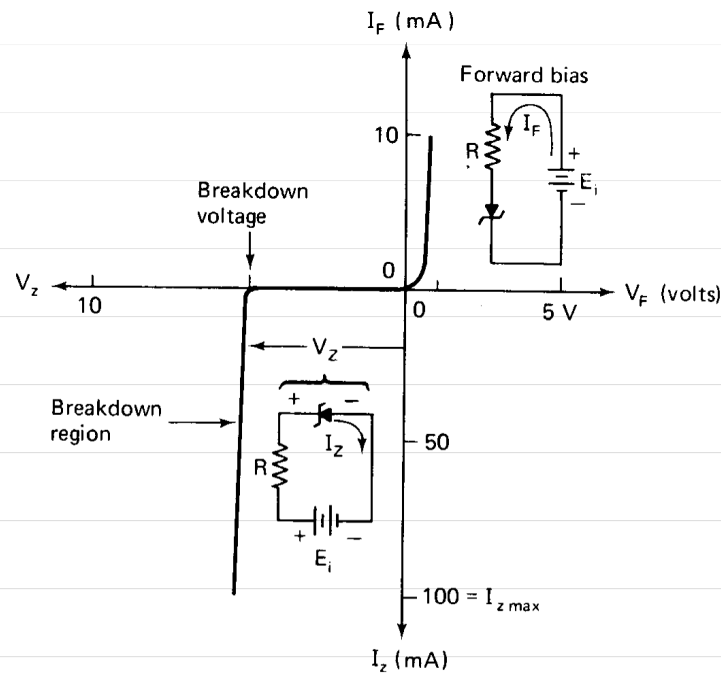 I_F (mA)
Forward bias
10
I_F
R
+
E_i
−
Breakdown
voltage
0
V_z
10
0
5 V
V_F (volts)
V_z
+ −
Breakdown
region
I_z
R
50
+ −
E_i
100 = I_z max
I_z (mA)